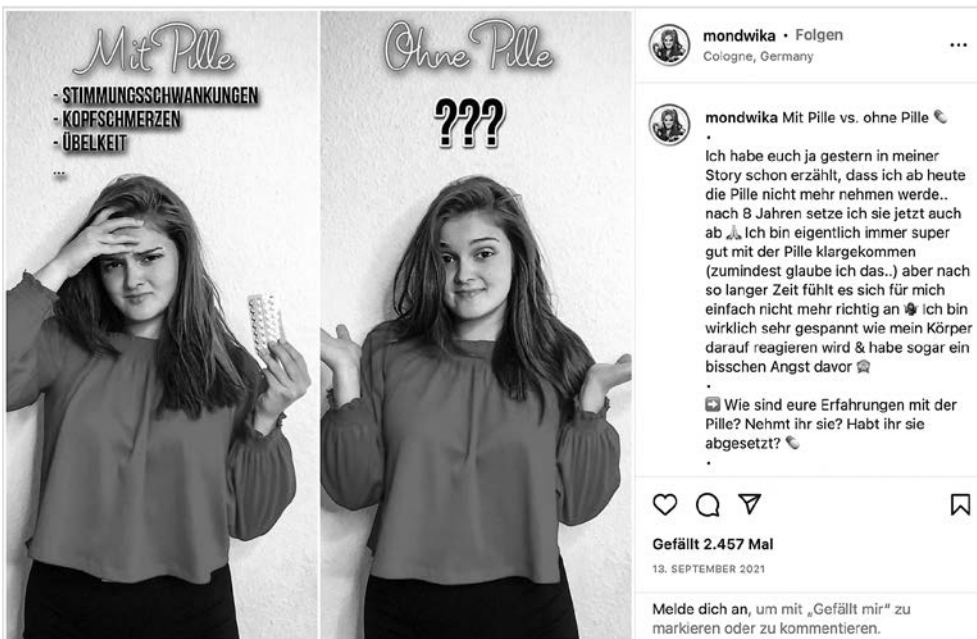 Mit Pille
- STIMMUNGSSCHWANKUNGEN
- KOPFSCHMERZEN
- ÜBELKEIT
...
Ohne Pille
???
mondwika • Folgen
Cologne, Germany
mondwika Mit Pille vs. ohne Pille
.
Ich habe euch ja gestern in meiner
Story schon erzählt, dass ich ab heute
die Pille nicht mehr nehmen werde..
nach 8 Jahren setze ich sie jetzt auch
ab 🙏 Ich bin eigentlich immer super
gut mit der Pille klargekommen
(zumindest glaube ich das..) aber nach
so langer Zeit fühlt es sich für mich
einfach nicht mehr richtig an Ich bin
wirklich sehr gespannt wie mein Körper
darauf reagieren wird & habe sogar ein
bisschen Angst davor 🙊
.
➡️ Wie sind eure Erfahrungen mit der
Pille? Nehmt ihr sie? Habt ihr sie
abgesetzt?
.
Gefällt 2.457 Mal
13. SEPTEMBER 2021
Melde dich an, um mit „Gefällt mir“ zu
markieren oder zu kommentieren.